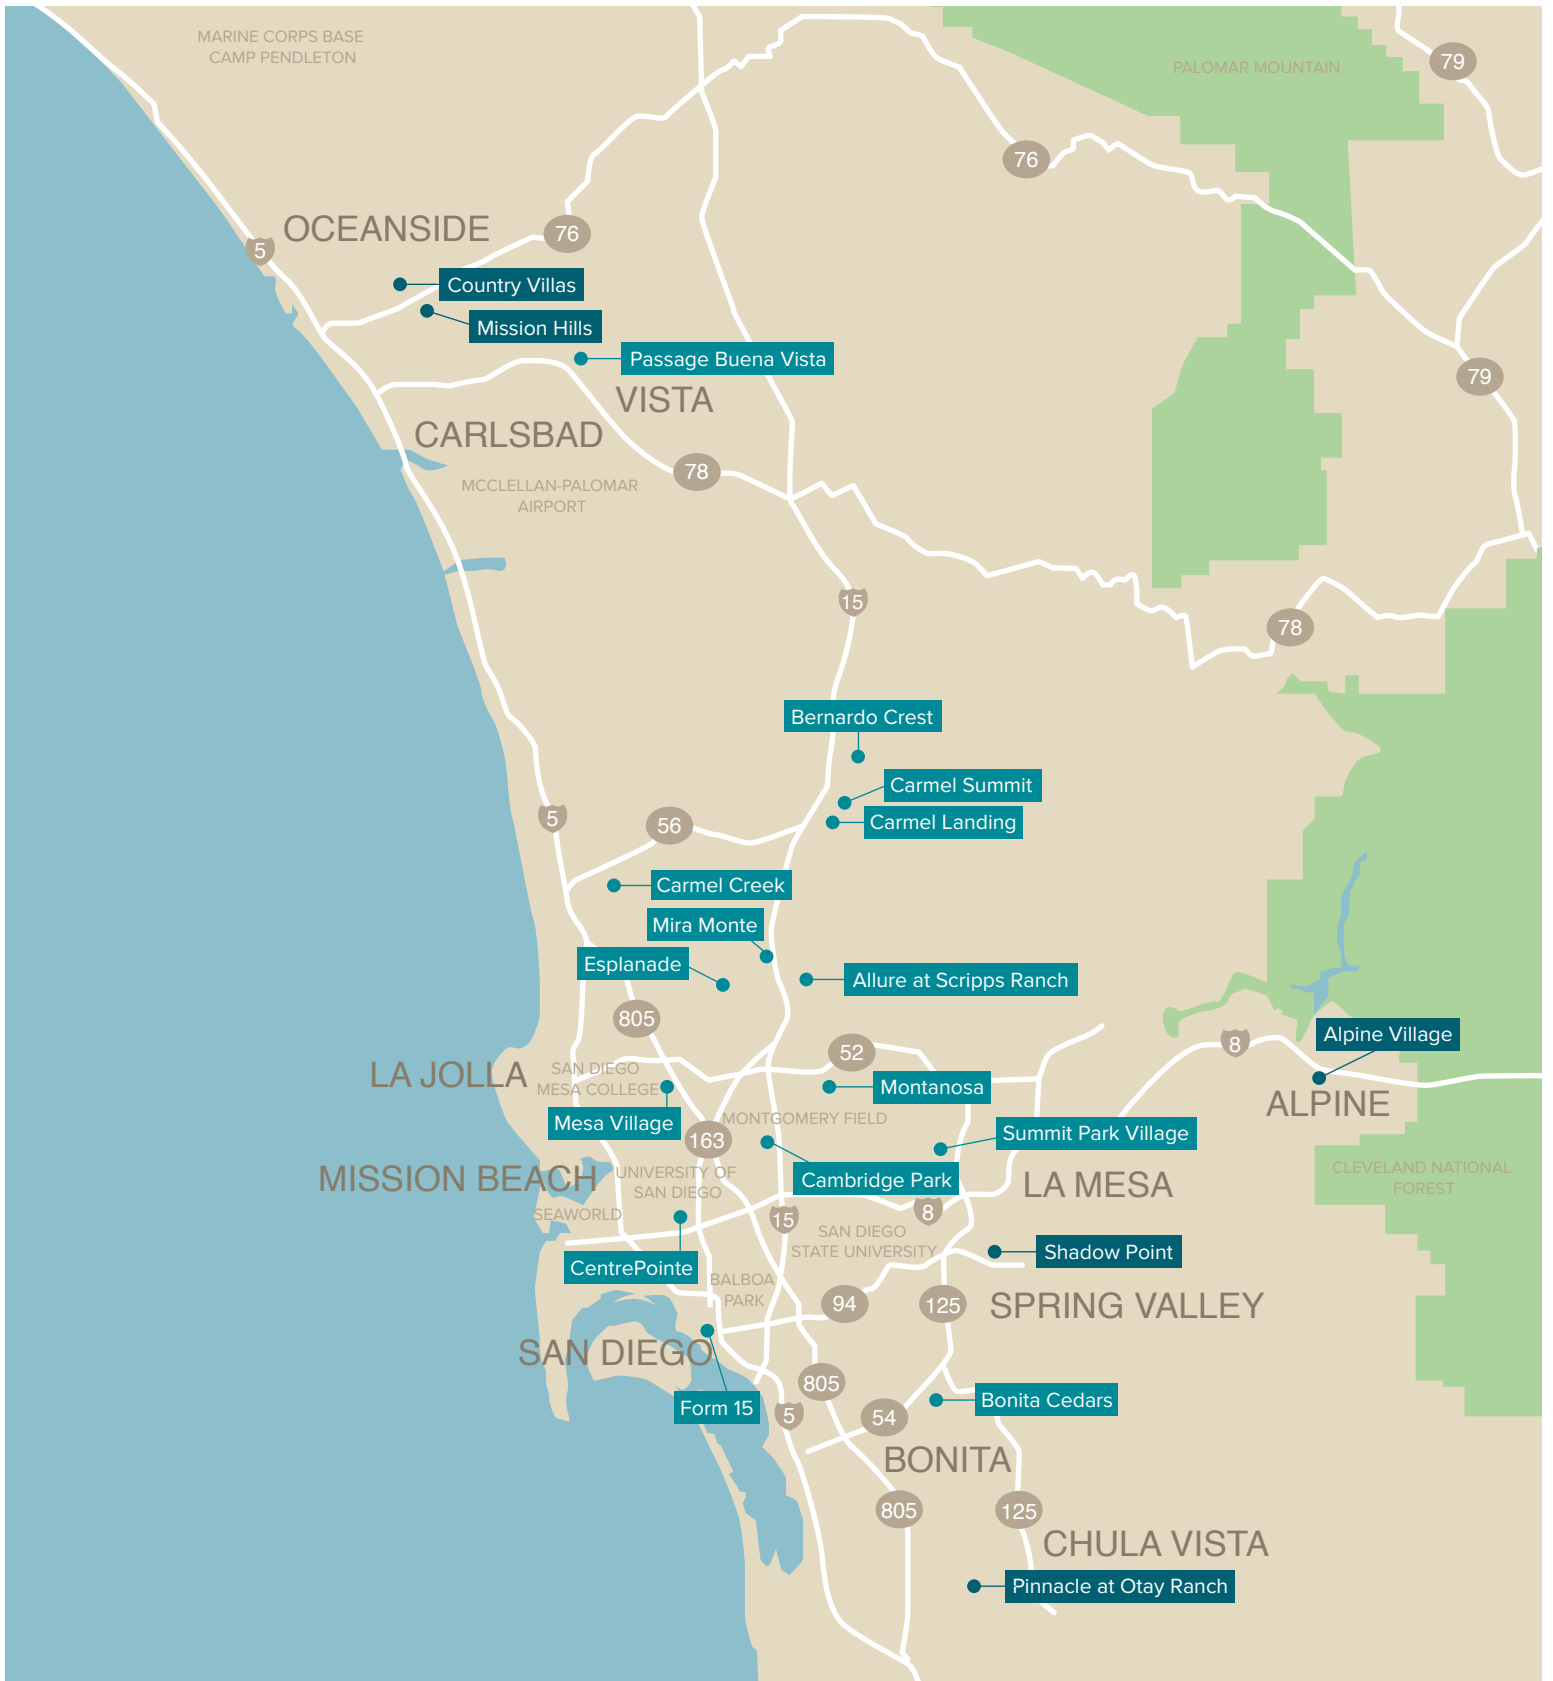 MARINE CORPS BASE
CAMP PENDLETON
PALOMAR MOUNTAIN
79
76
OCEANSIDE
76
5
Country Villas
Mission Hills
Passage Buena Vista
79
VISTA
CARLSBAD
78
MCCLELLAN-PALOMAR
AIRPORT
15
78
Bernardo Crest
Carmel Summit
5
56
Carmel Landing
Carmel Creek
Mira Monte
Esplanade
Allure at Scripps Ranch
805
Alpine Village
8
52
LA JOLLA
SAN DIEGO
MESA COLLEGE
Montanosa
ALPINE
Mesa Village
MONTGOMERY FIELD
163
Summit Park Village
MISSION BEACH
UNIVERSITY OF
SAN DIEGO
Cambridge Park
LA MESA
CLEVELAND NATIONAL
FOREST
SEAWORLD
15
8
SAN DIEGO
STATE UNIVERSITY
Shadow Point
CentrePointe
BALBOA
PARK
94
125
SPRING VALLEY
SAN DIEGO
805
Form 15
5
54
Bonita Cedars
BONITA
805
125
CHULA VISTA
Pinnacle at Otay Ranch